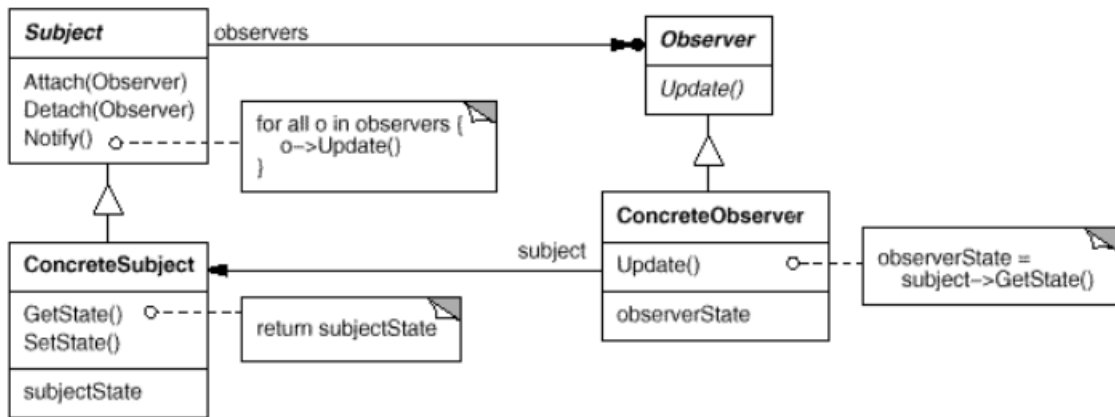 Subject
observers
Observer
Attach(Observer)
Detach(Observer)
Notify()
Update()
for all o in observers {
o->Update()
}
ConcreteObserver
Update()
observerState
observerState =
subject->GetState()
subject
ConcreteSubject
GetState()
SetState()
subjectState
return subjectState